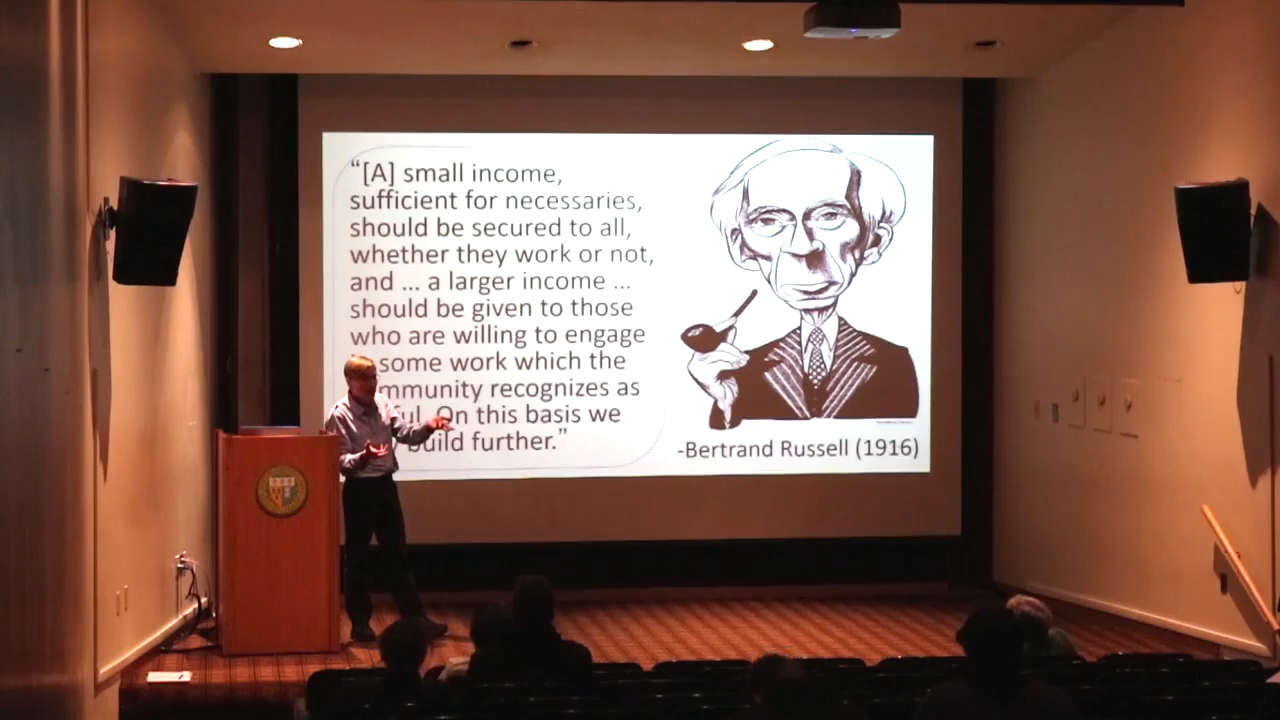 “[A] small income,
sufficient for necessaries,
should be secured to all,
whether they work or not,
and ... a larger income ...
should be given to those
who are willing to engage
some work which the
mmunity recognizes as
ful. On this basis we
build further.”
-Bertrand Russell (1916)